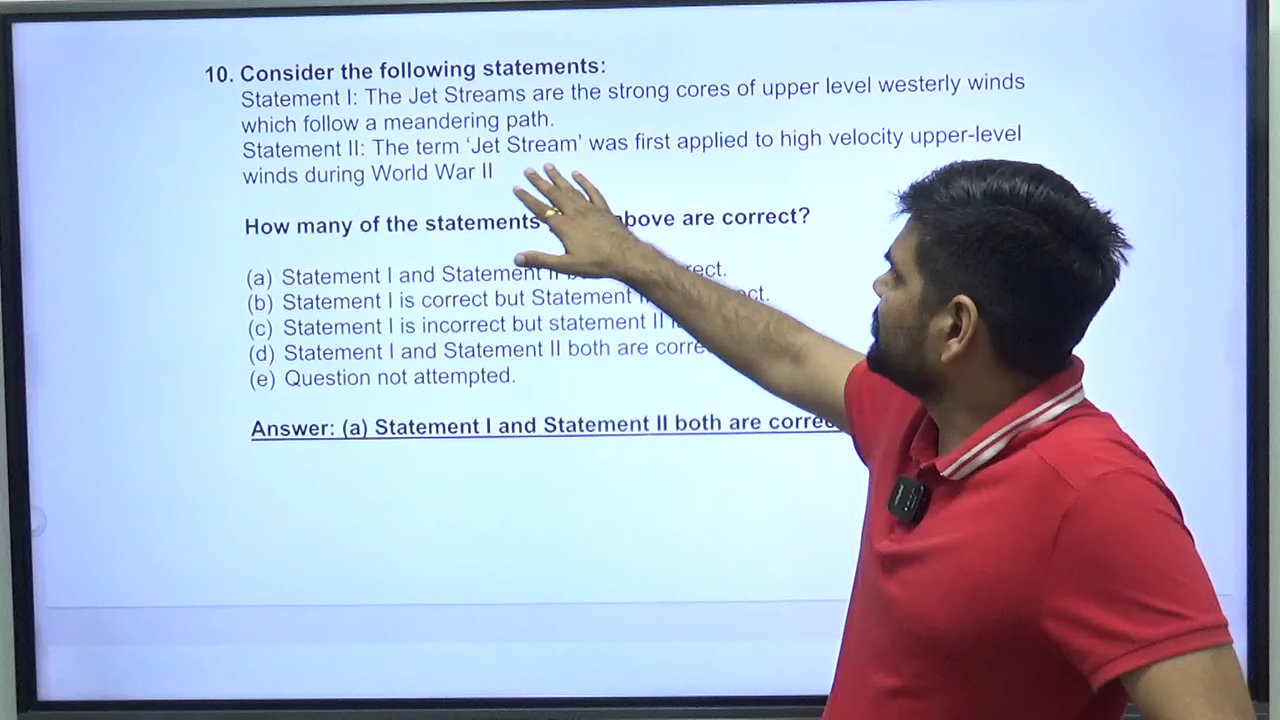 10. Consider the following statements:
Statement I: The Jet Streams are the strong cores of upper level westerly winds
which follow a meandering path.
Statement II: The term ‘Jet Stream’ was first applied to high velocity upper-level
winds during World War II
How many of the statements above are correct?
(a) Statement I and Statement
(b) Statement I is correct but Statement
(c) Statement I is incorrect but statement II
(d) Statement I and Statement II both are
(e) Question not attempted.
Answer: (a) Statement I and Statement II both are